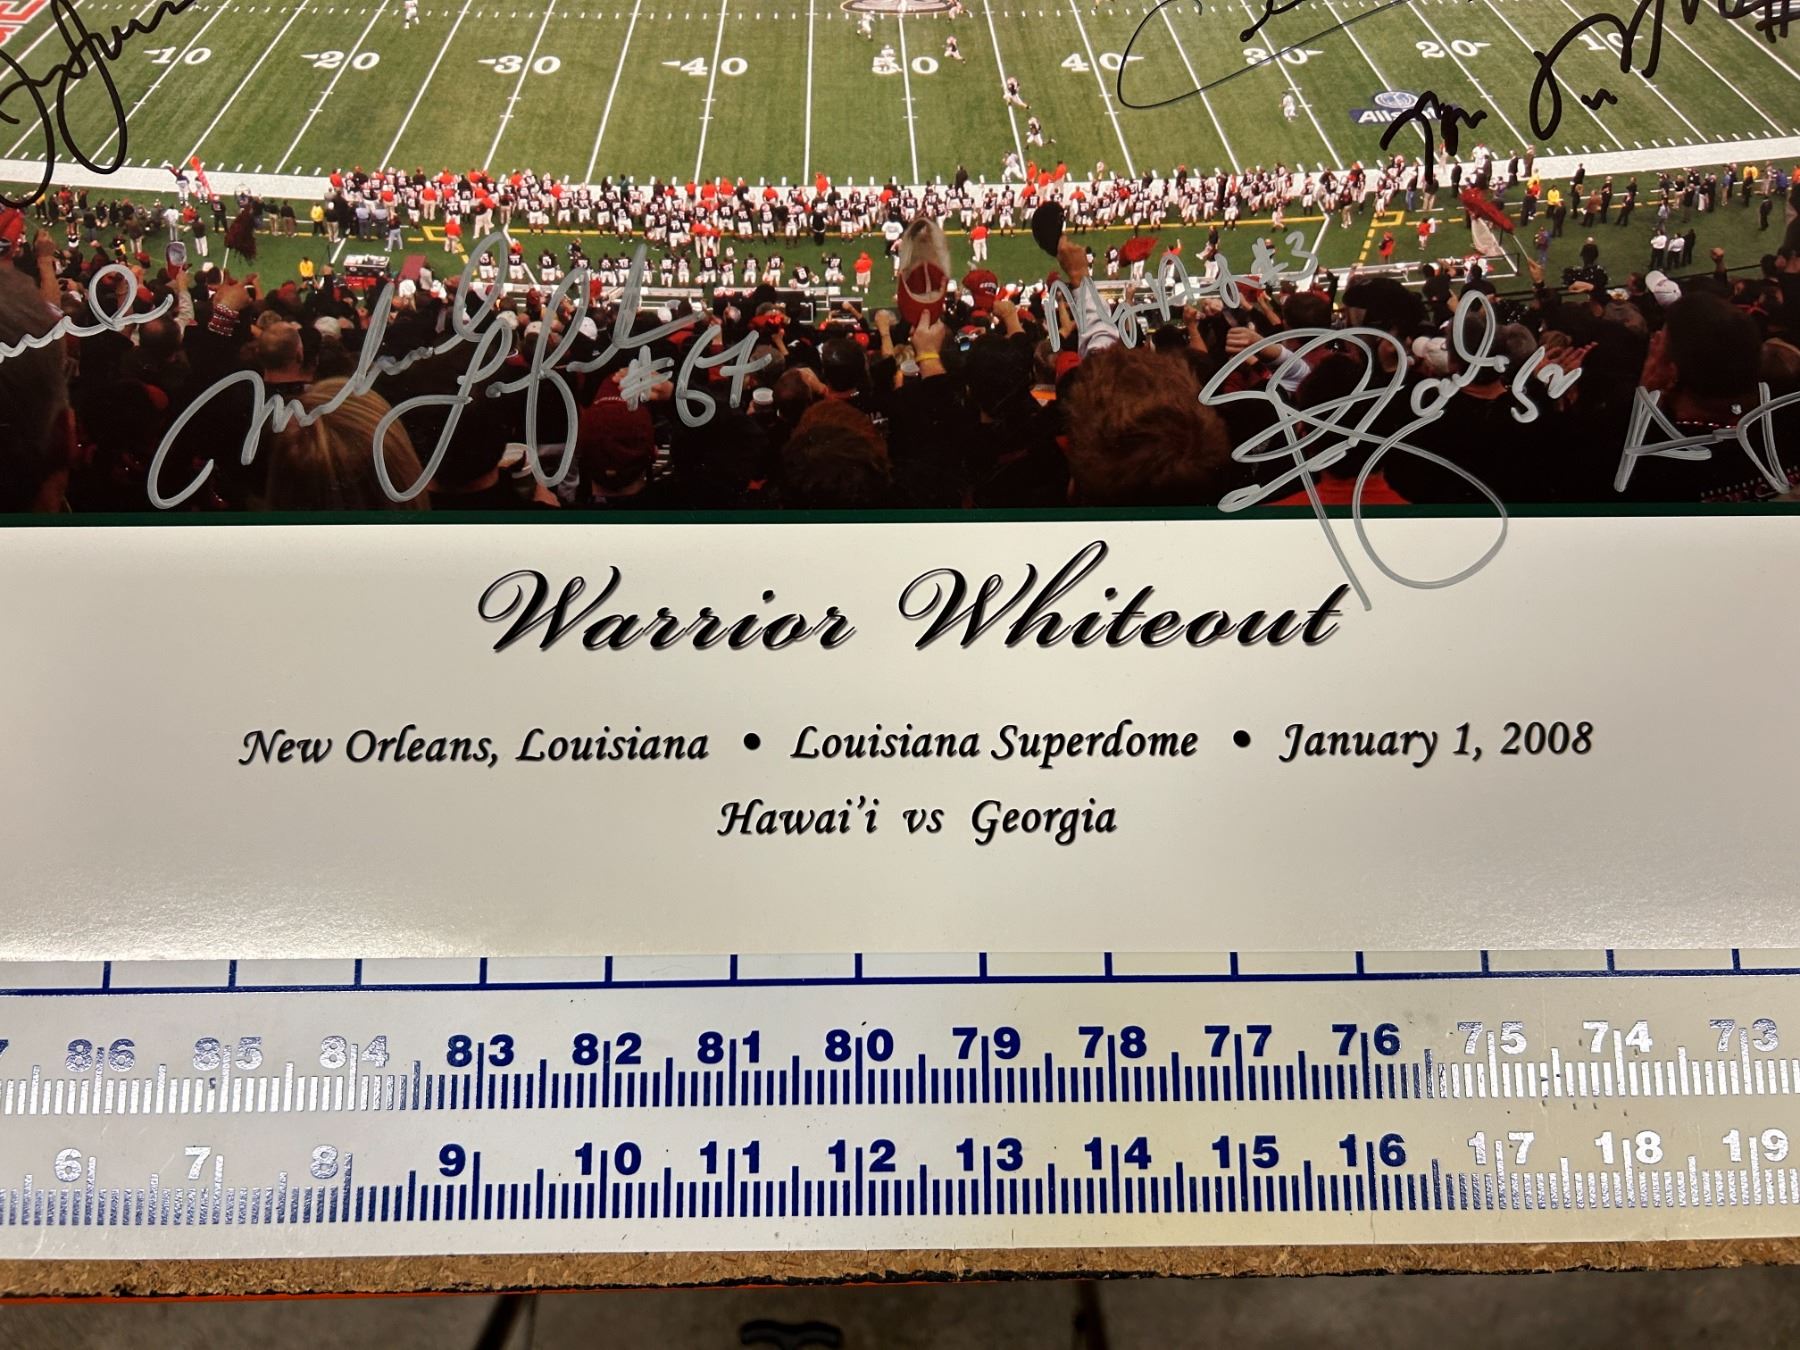 10 20 30 40 50 40 30 20 10
#3
Michael Lafaele #67
52
Warrior Whiteout
New Orleans, Louisiana • Louisiana Superdome • January 1, 2008
Hawai'i vs Georgia
86 85 84 83 82 81 80 79 78 77 76 75 74 73
6 7 8 9 10 11 12 13 14 15 16 17 18 19